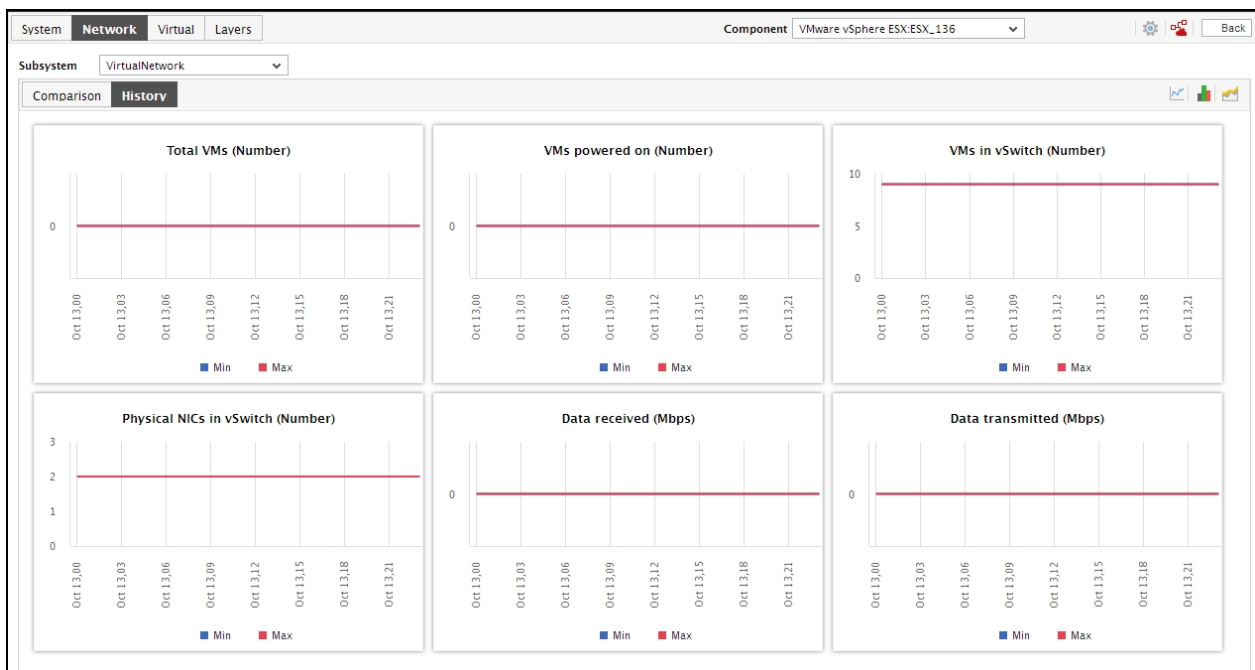 System Network Virtual Layers Component VMware vSphere ESX:ESX_136 Back
Subsystem VirtualNetwork
Comparison History
Total VMs (Number)
0
Oct 13,00 Oct 13,03 Oct 13,06 Oct 13,09 Oct 13,12 Oct 13,15 Oct 13,18 Oct 13,21
Min Max
VMs powered on (Number)
0
Oct 13,00 Oct 13,03 Oct 13,06 Oct 13,09 Oct 13,12 Oct 13,15 Oct 13,18 Oct 13,21
Min Max
VMs in vSwitch (Number)
10
5
0
Oct 13,00 Oct 13,03 Oct 13,06 Oct 13,09 Oct 13,12 Oct 13,15 Oct 13,18 Oct 13,21
Min Max
Physical NICs in vSwitch (Number)
3
2
1
0
Oct 13,00 Oct 13,03 Oct 13,06 Oct 13,09 Oct 13,12 Oct 13,15 Oct 13,18 Oct 13,21
Min Max
Data received (Mbps)
0
Oct 13,00 Oct 13,03 Oct 13,06 Oct 13,09 Oct 13,12 Oct 13,15 Oct 13,18 Oct 13,21
Min Max
Data transmitted (Mbps)
0
Oct 13,00 Oct 13,03 Oct 13,06 Oct 13,09 Oct 13,12 Oct 13,15 Oct 13,18 Oct 13,21
Min Max